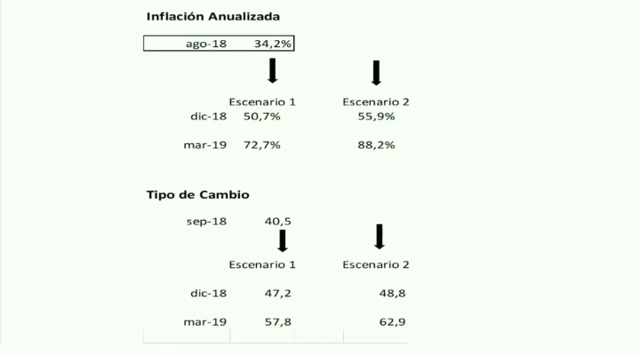 Inflación Anualizada
ago-18 34,2%
Escenario 1 Escenario 2
dic-18 50,7% 55,9%
mar-19 72,7% 88,2%
Tipo de Cambio
sep-18 40,5
Escenario 1 Escenario 2
dic-18 47,2 48,8
mar-19 57,8 62,9